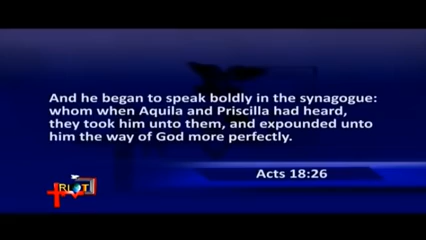 And he began to speak boldly in the synagogue:
whom when Aquila and Priscilla had heard,
they took him unto them, and expounded unto
him the way of God more perfectly.
Acts 18:26
RLOT